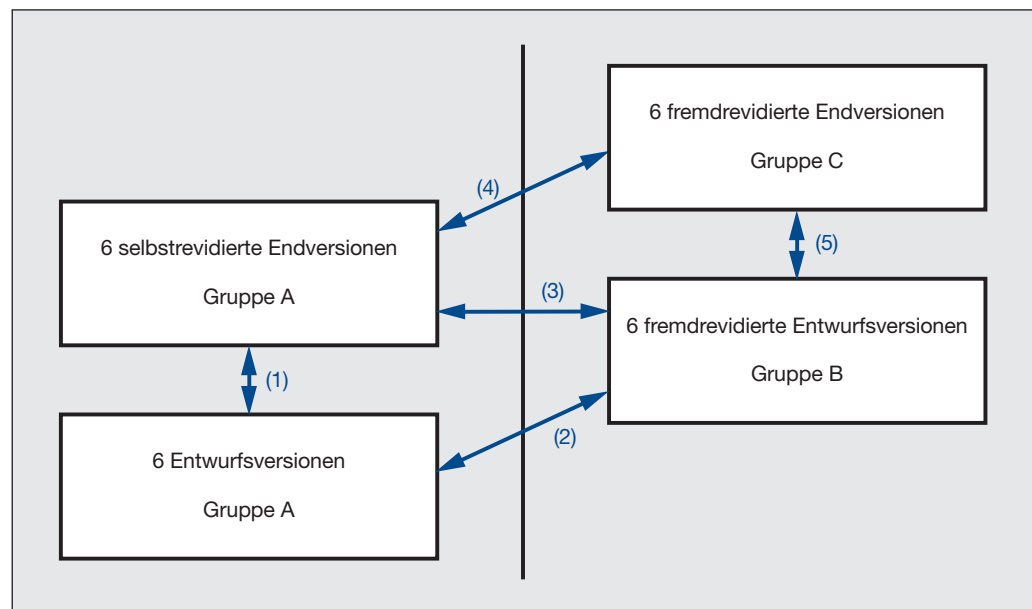 6 fremdrevidierte Endversionen
Gruppe C
(4)
6 selbstrevidierte Endversionen
Gruppe A
(5)
(3)
6 fremdrevidierte Entwurfsversionen
Gruppe B
(1)
(2)
6 Entwurfsversionen
Gruppe A